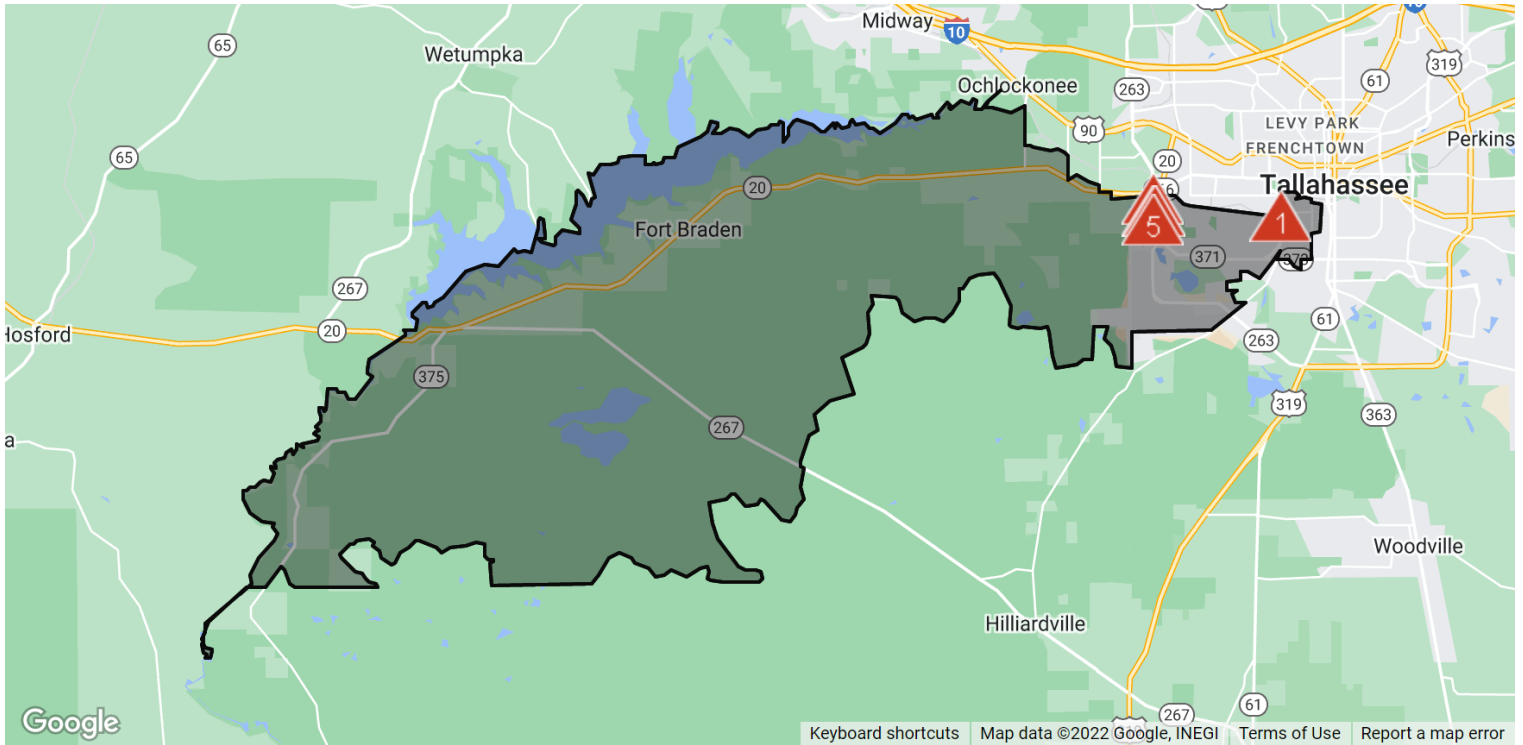 65
Wetumpka
Midway
10
10
319
61
Ochlockonee
263
90
LEVY PARK
FRENCHTOWN
Perkins
65
20
20
Tallahassee
5
1
Fort Braden
371
373
267
Hosford
20
61
263
375
319
363
a
267
Woodville
Hilliardville
61
267
Google
Keyboard shortcuts
Map data ©2022 Google, INEGI
Terms of Use
Report a map error